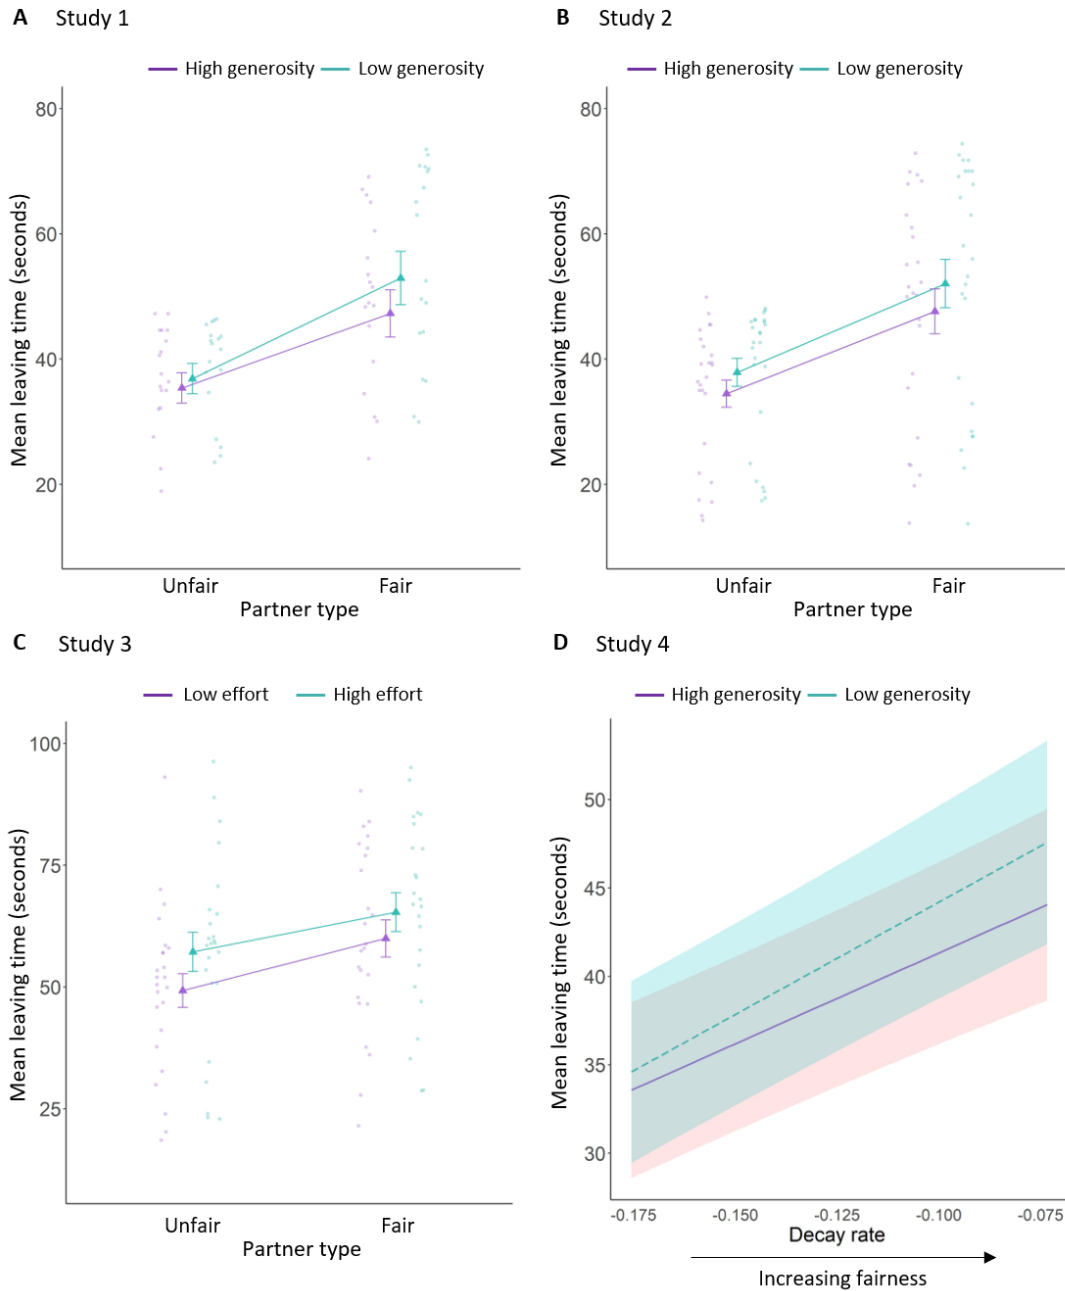 A Study 1
High generosity Low generosity
80
60
40
20
Mean leaving time (seconds)
Unfair Fair
Partner type
B Study 2
High generosity Low generosity
80
60
40
20
Mean leaving time (seconds)
Unfair Fair
Partner type
C Study 3
Low effort High effort
100
75
50
25
Mean leaving time (seconds)
Unfair Fair
Partner type
D Study 4
High generosity Low generosity
50
45
40
35
30
Mean leaving time (seconds)
-0.175 -0.150 -0.125 -0.100 -0.075
Decay rate
Increasing fairness